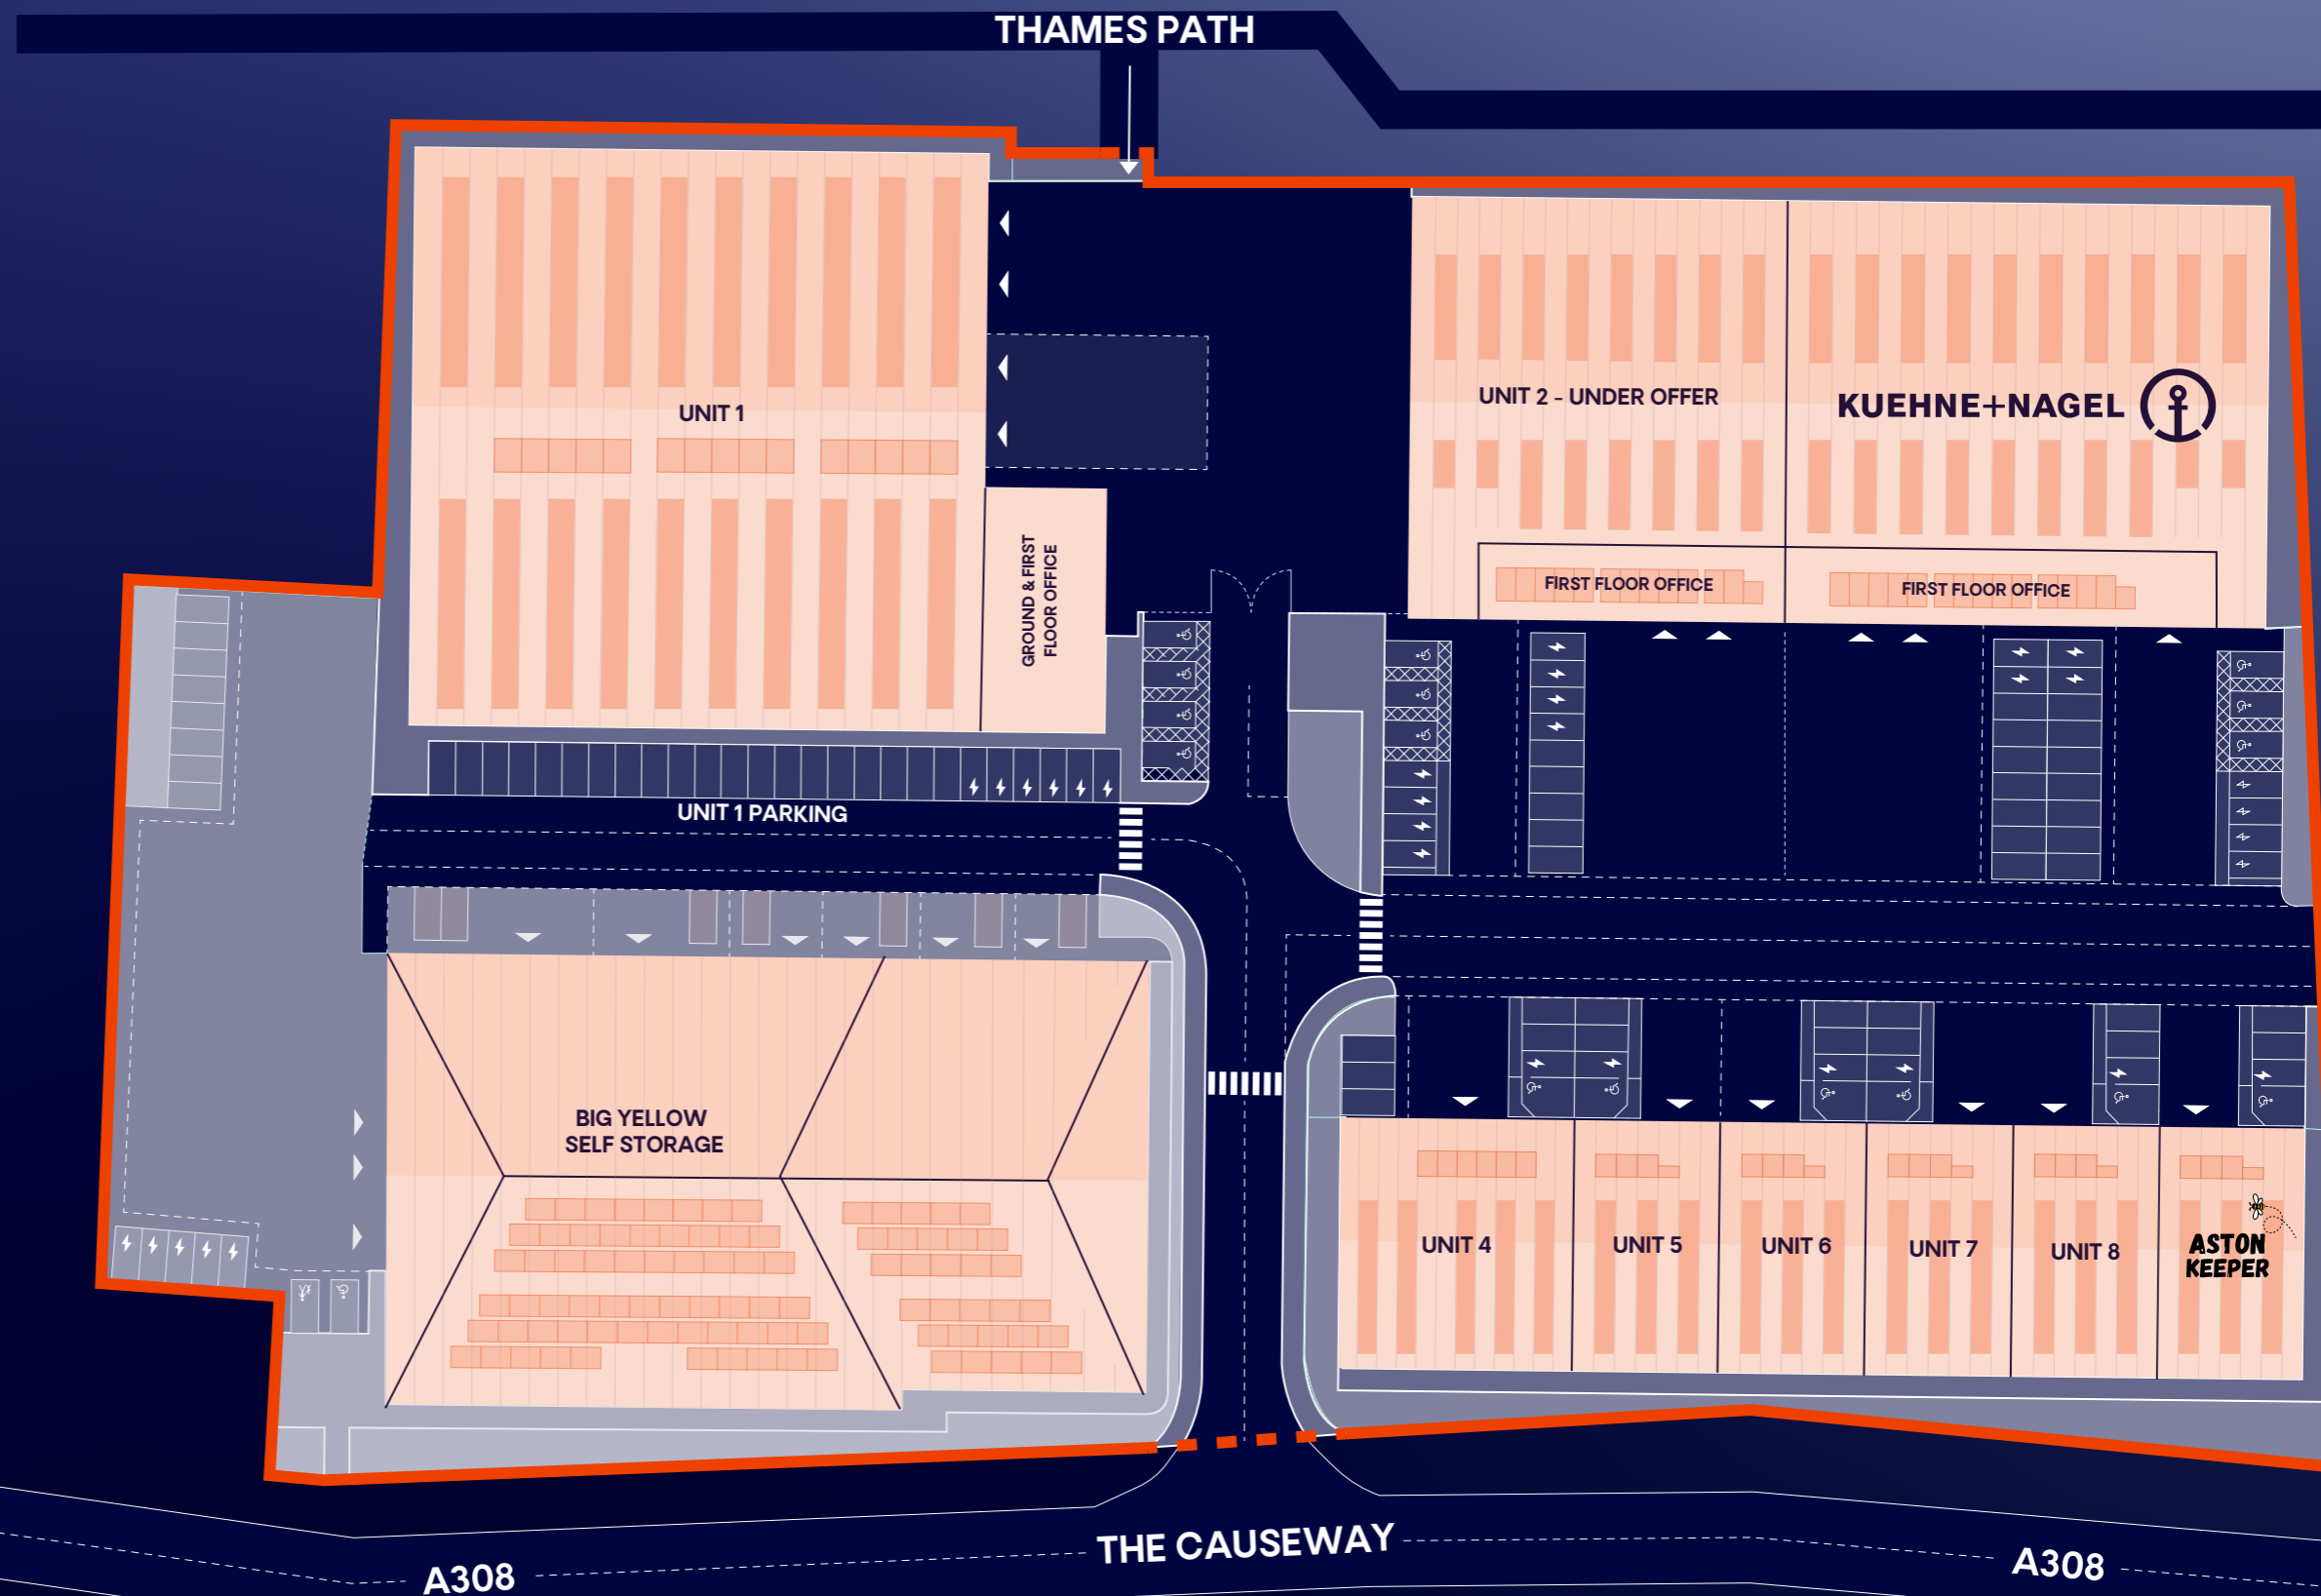 THAMES PATH
UNIT 1
UNIT 2 - UNDER OFFER
KUEHNE+NAGEL
GROUND & FIRST
FLOOR OFFICE
FIRST FLOOR OFFICE
FIRST FLOOR OFFICE
UNIT 1 PARKING
BIG YELLOW
SELF STORAGE
UNIT 4
UNIT 5
UNIT 6
UNIT 7
UNIT 8
ASTON
KEEPER
THE CAUSEWAY
A308
A308